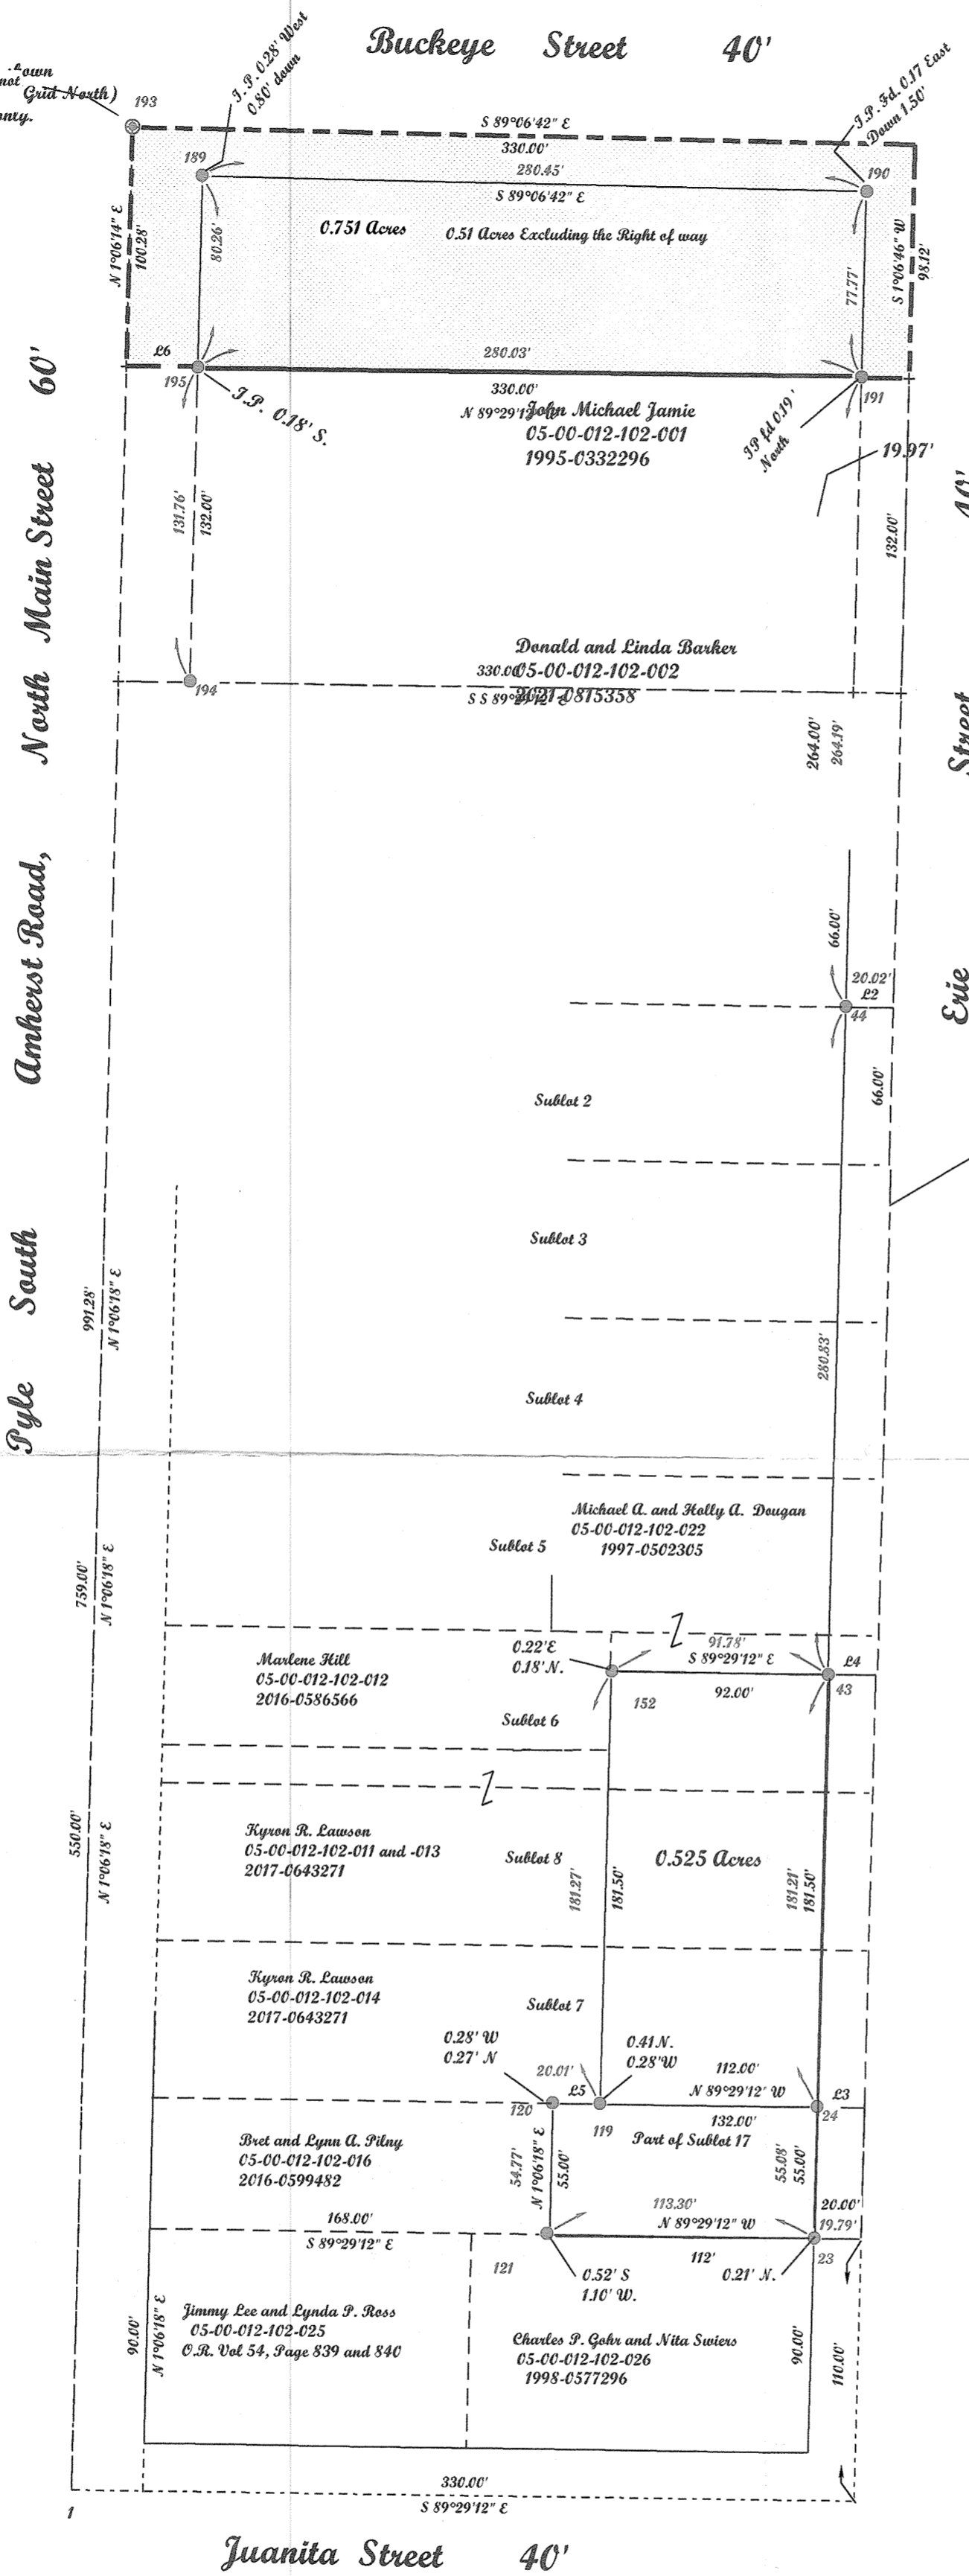 Buckeye Street 40'
own
not
Grid North)
nty.
193
I.P. 0.28' West
0.80' down
I.P. Fd. 0.17 East
Down 1.50'
S 89°06'42" E
330.00'
189
280.45'
190
S 89°06'42" E
N 1°06'14" E
100.28'
80.26'
0.751 Acres
0.51 Acres Excluding the Right of way
77.77'
S 1°06'46" W
98.12'
L6
280.03'
195
330.00'
191
I.P. 0.18' S.
N 89°29'12"
John Michael Jamie
05-00-012-102-001
1995-0332296
IP fd 0.19'
North
19.97'
131.76'
132.00'
132.00'
Donald and Linda Barker
330.00'
05-00-012-102-002
2021-0815358
S S 89°29'12" E
194
264.00'
264.19'
Pyle South Amherst Road, North Main Street 60'
Erie Street 40'
66.00'
20.02'
L2
44
66.00'
Sublot 2
Sublot 3
991.28'
N 1°06'18" E
280.83'
Sublot 4
Michael A. and Holly A. Dougan
05-00-012-102-022
1997-0502305
Sublot 5
759.00'
N 1°06'18" E
Marlene Hill
05-00-012-102-012
2016-0586566
0.22'E
0.18'N.
91.78'
S 89°29'12" E
92.00'
L4
43
152
Sublot 6
550.00'
N 1°06'18" E
Kyron R. Lawson
05-00-012-102-011 and -013
2017-0643271
Sublot 8
0.525 Acres
181.27'
181.50'
181.21'
181.50'
Kyron R. Lawson
05-00-012-102-014
2017-0643271
Sublot 7
0.28' W
0.27' N
0.41 N.
0.28'W
20.01'
L5
112.00'
N 89°29'12' W
L3
120
119
132.00'
24
Part of Sublot 17
Bret and Lynn A. Pilny
05-00-012-102-016
2016-0599482
54.77'
N 1°06'18" E
55.00'
55.08'
55.00'
168.00'
S 89°29'12" E
113.30'
N 89°29'12" W
20.00'
19.79'
121
112'
23
0.52' S
1.10' W.
0.21' N.
90.00'
N 1°06'18" E
Jimmy Lee and Lynda P. Ross
05-00-012-102-025
O.R. Vol 54, Page 839 and 840
Charles P. Gohr and Nita Swiers
05-00-012-102-026
1998-0577296
90.00'
110.00'
330.00'
S 89°29'12" E
1
Juanita Street 40'